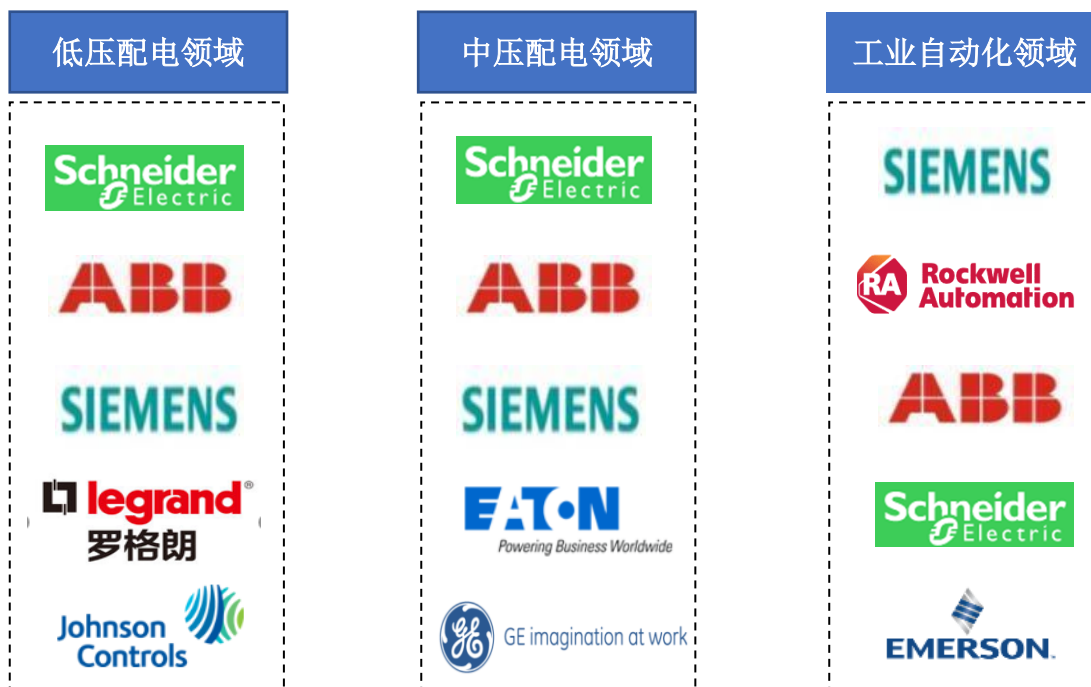 低压配电领域
Schneider
Electric
ABB
SIEMENS
legrand®
罗格朗
Johnson
Controls
中压配电领域
Schneider
Electric
ABB
SIEMENS
EATON
Powering Business Worldwide
GE imagination at work
工业自动化领域
SIEMENS
RA Rockwell
Automation
ABB
Schneider
Electric
EMERSON.